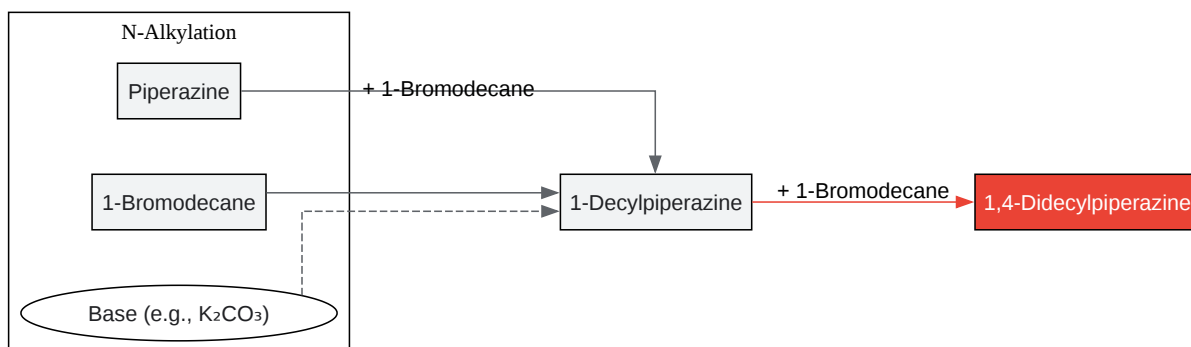 N-Alkylation
Piperazine
+ 1-Bromodecane
1-Bromodecane
1-Decylpiperazine
+ 1-Bromodecane
1,4-Didecylpiperazine
Base (e.g., K₂CO₃)